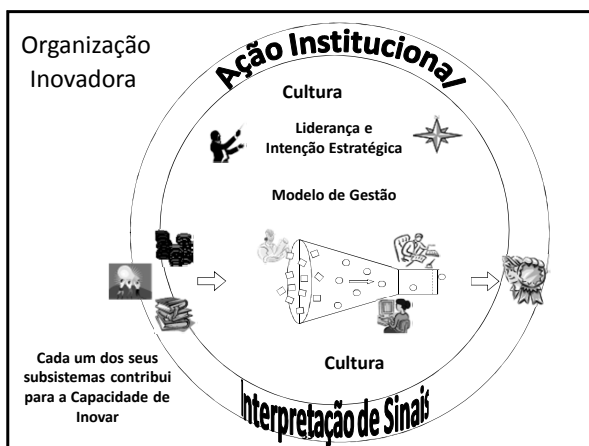 Organização
Inovadora
Ação Institucional
Cultura
Liderança e
Intenção Estratégica
Modelo de Gestão
Cultura
Cada um dos seus
subsistemas contribui
para a Capacidade de
Inovar
Interpretação de Sinais